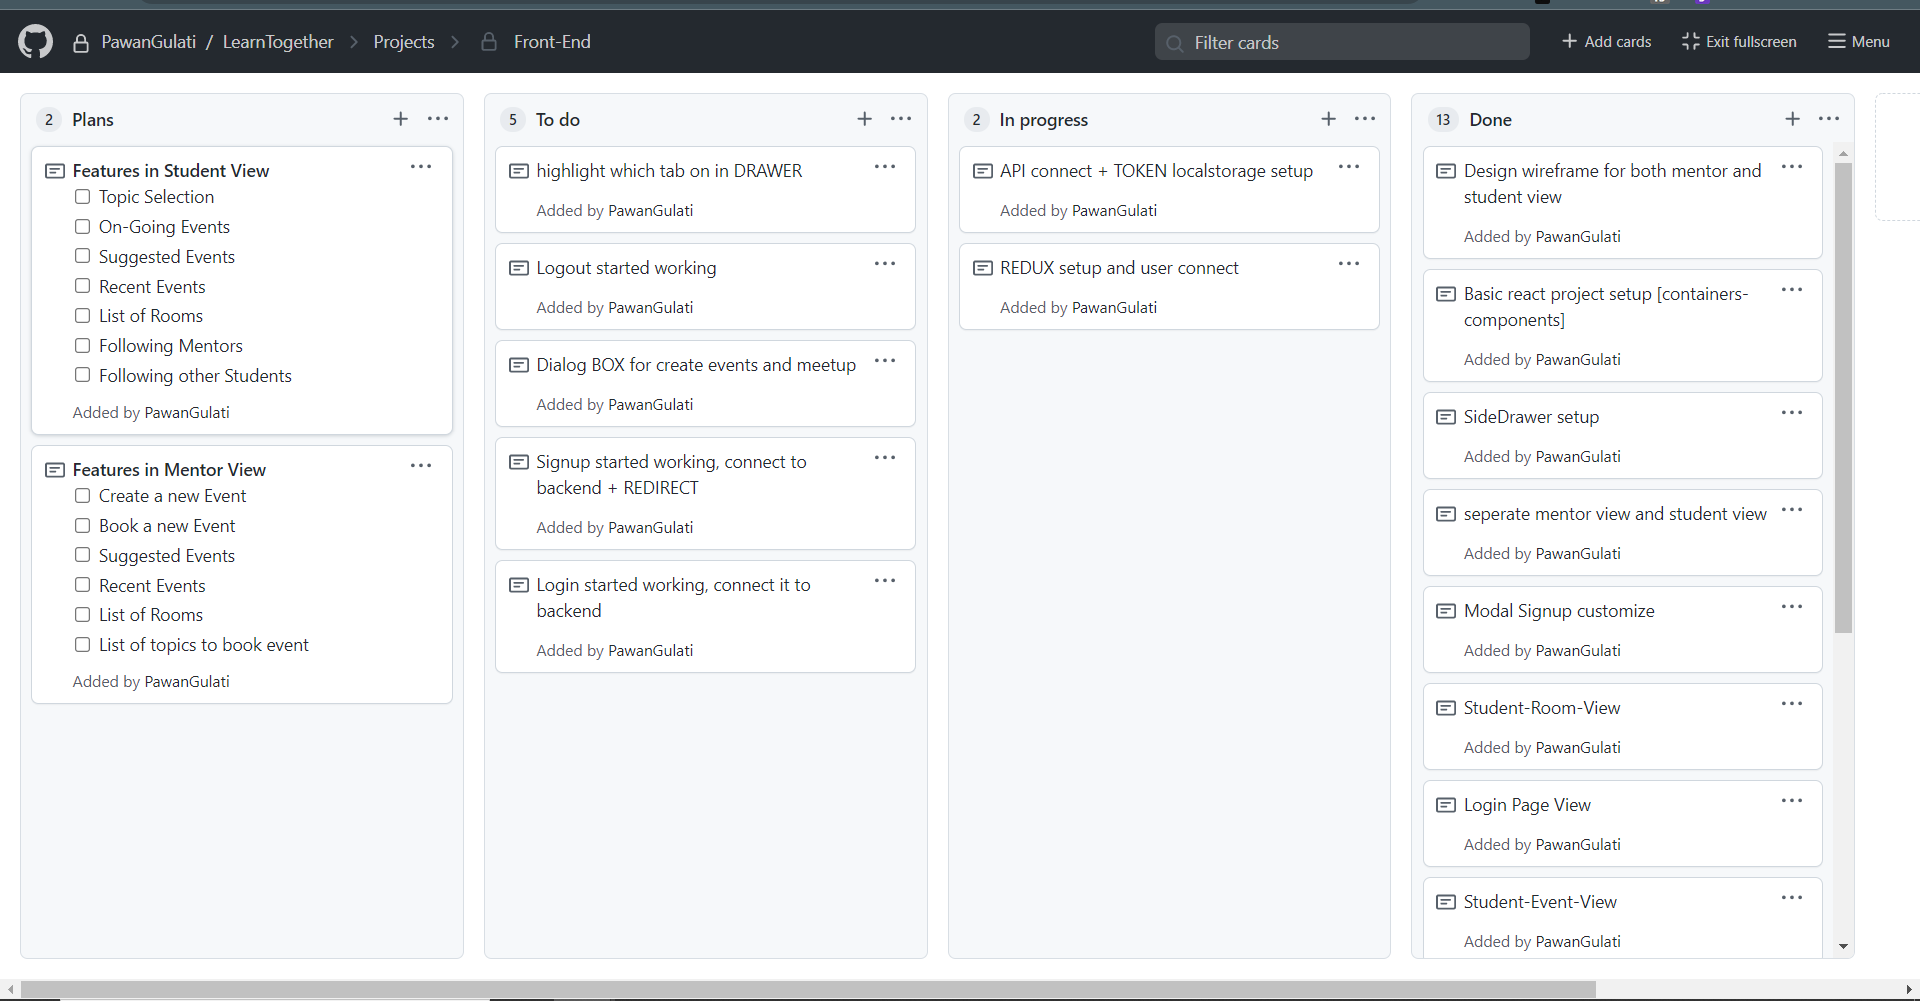 PawanGulati / LearnTogether > Projects > Front-End
Filter cards
Add cards
Exit fullscreen
Menu
2 Plans
Features in Student View
Topic Selection
On-Going Events
Suggested Events
Recent Events
List of Rooms
Following Mentors
Following other Students
Added by PawanGulati
Features in Mentor View
Create a new Event
Book a new Event
Suggested Events
Recent Events
List of Rooms
List of topics to book event
Added by PawanGulati
5 To do
highlight which tab on in DRAWER
Added by PawanGulati
Logout started working
Added by PawanGulati
Dialog BOX for create events and meetup
Added by PawanGulati
Signup started working, connect to
backend + REDIRECT
Added by PawanGulati
Login started working, connect it to
backend
Added by PawanGulati
2 In progress
API connect + TOKEN localstorage setup
Added by PawanGulati
REDUX setup and user connect
Added by PawanGulati
13 Done
Design wireframe for both mentor and
student view
Added by PawanGulati
Basic react project setup [containers-
components]
Added by PawanGulati
SideDrawer setup
Added by PawanGulati
seperate mentor view and student view
Added by PawanGulati
Modal Signup customize
Added by PawanGulati
Student-Room-View
Added by PawanGulati
Login Page View
Added by PawanGulati
Student-Event-View
Added by PawanGulati